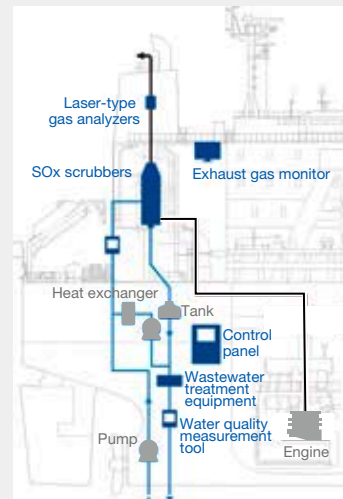 Laser-type
gas analyzers
SOx scrubbers
Exhaust gas monitor
Heat exchanger
Tank
Control
panel
Wastewater
treatment
equipment
Pump
Water quality
measurement
tool
Engine